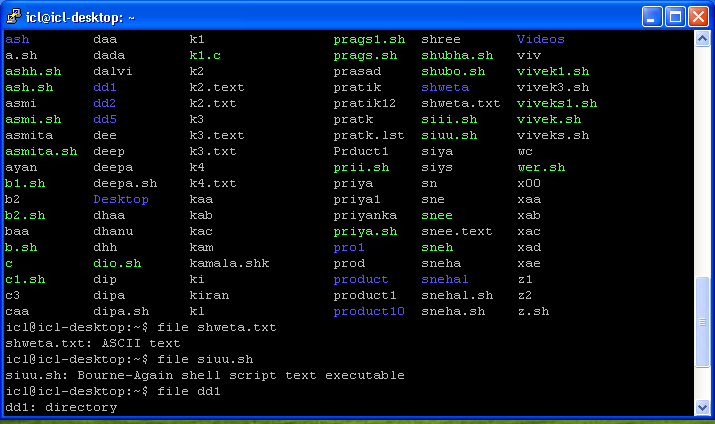 icl@icl-desktop: ~
ash daa k1 prags1.sh shree Videos
a.sh dada k1.c prags.sh shubha.sh viv
ashh.sh dalvi k2 prasad shubo.sh vivek1.sh
ash.sh dd1 k2.text pratik shweta vivek3.sh
asmi dd2 k2.txt pratik12 shweta.txt viveks1.sh
asmi.sh dd5 k3 pratk siii.sh vivek.sh
asmita dee k3.text pratk.lst siuu.sh viveks.sh
asmita.sh deep k3.txt Prduct1 siya wc
ayan deepa k4 prii.sh siys wer.sh
b1.sh deepa.sh k4.txt priya sn x00
b2 Desktop kaa priya1 sne xaa
b2.sh dhaa kab priyanka snee xab
baa dhanu kac priya.sh snee.text xac
b.sh dhh kam pro1 sneh xad
c dio.sh kamala.shk prod sneha xae
c1.sh dip ki product snehal z1
c3 dipa kiran product1 snehal.sh z2
caa dipa.sh kl product10 sneha.sh z.sh
icl@icl-desktop:~$ file shweta.txt
shweta.txt: ASCII text
icl@icl-desktop:~$ file siuu.sh
siuu.sh: Bourne-Again shell script text executable
icl@icl-desktop:~$ file dd1
dd1: directory